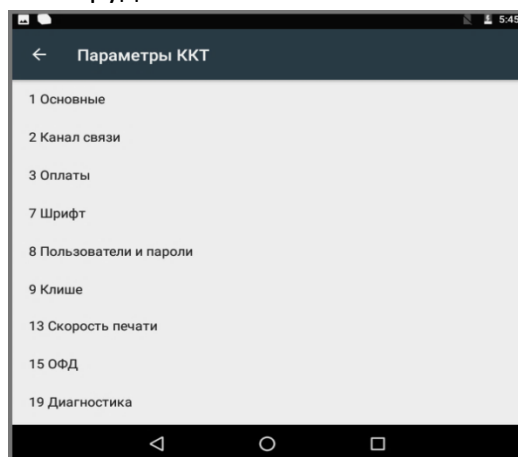 5:45
Параметры ККТ
1 Основные
2 Канал связи
3 Оплаты
7 Шрифт
8 Пользователи и пароли
9 Клише
13 Скорость печати
15 ОФД
19 Диагностика